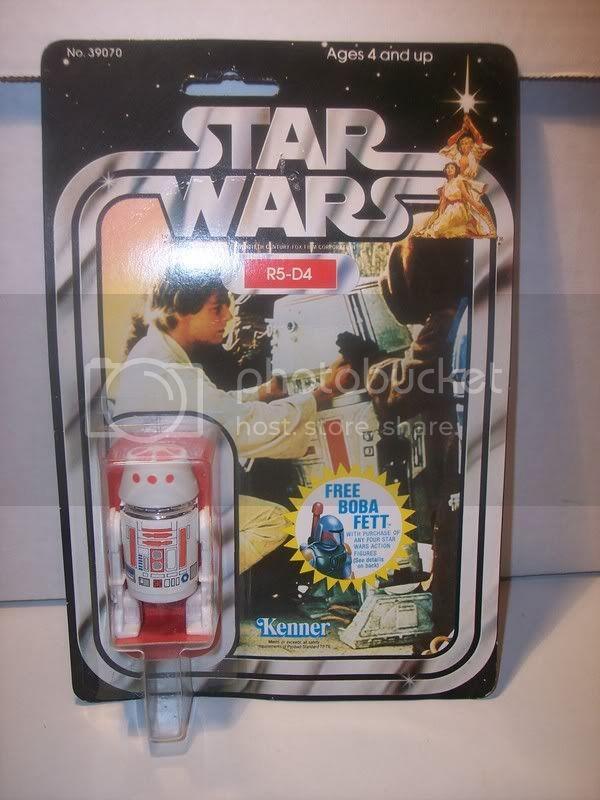 No. 39070
Ages 4 and up
STAR
WARS
R5-D4
photobucket
host. store. share.
FREE
BOBA
FETT
WITH PURCHASE OF
ANY FOUR STAR
WARS ACTION
FIGURES
(See details
on back)
Kenner